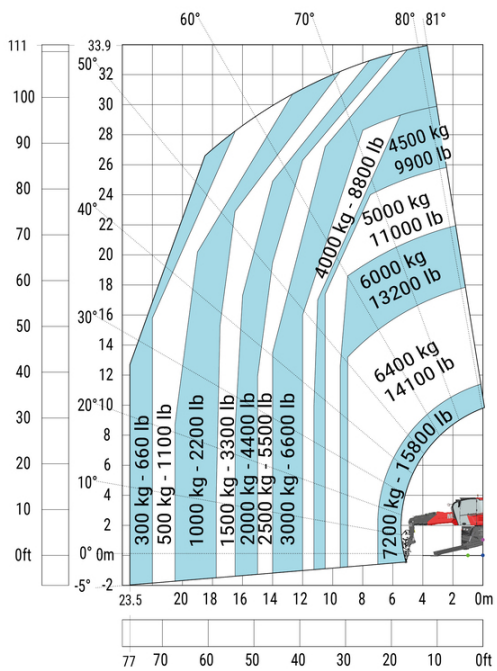 60° 70° 80° 81°
111 33.9
50°
32
100 30
90 28 4500 kg
9900 lb
26
80 24 5000 kg
11000 lb
40° 22
4000 kg - 8800 lb
60 20 6000 kg
13200 lb
18
30° 16
50 14 6400 kg
14100 lb
40 12
20° 10
30 8
20 6
10° 4
10 2
0ft 0° 0m
-5° -2
300 kg - 660 lb
500 kg - 1100 lb
1000 kg - 2200 lb
1500 kg - 3300 lb
2000 kg - 4400 lb
2500 kg - 5500 lb
3000 kg - 6600 lb
7200 kg - 15800 lb
23.5 20 18 16 14 12 10 8 6 4 2 0m
77 70 60 50 40 30 20 10 0ft
70